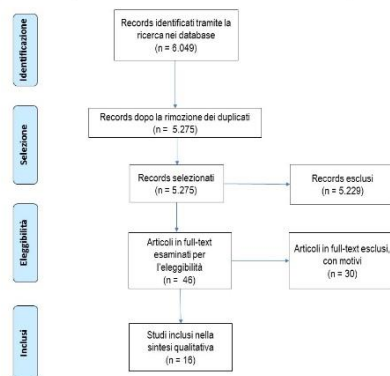 Identificazione
Records identificati tramite la
ricerca nei database
(n = 6.049)
Selezione
Records dopo la rimozione dei duplicati
(n = 5.275)
Records selezionati
(n = 5.275)
Records esclusi
(n = 5.229)
Eleggibilità
Articoli in full-text
esaminati per
l'eleggibilità
(n = 46)
Articoli in full-text esclusi,
con motivi
(n = 30)
Inclusi
Studi inclusi nella
sintesi qualitativa
(n = 16)